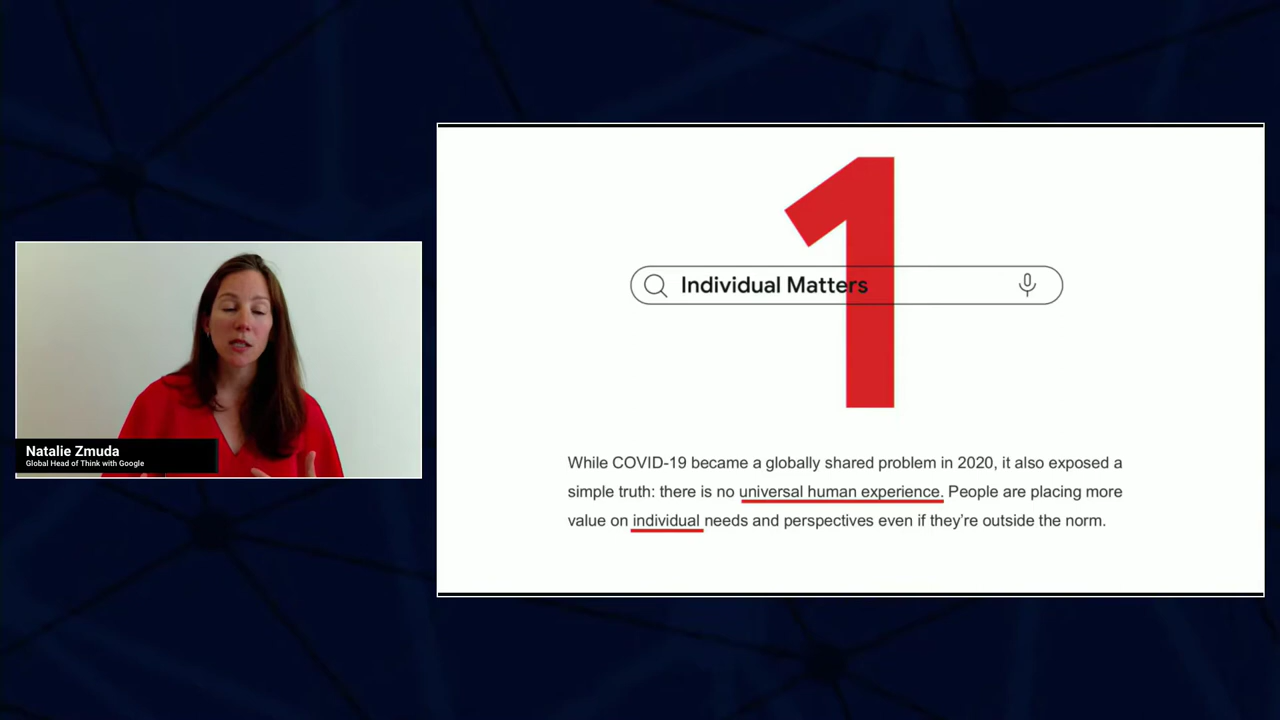 1
Individual Matters
Natalie Zmuda
Global Head of Think with Google
While COVID-19 became a globally shared problem in 2020, it also exposed a
simple truth: there is no universal human experience. People are placing more
value on individual needs and perspectives even if they're outside the norm.